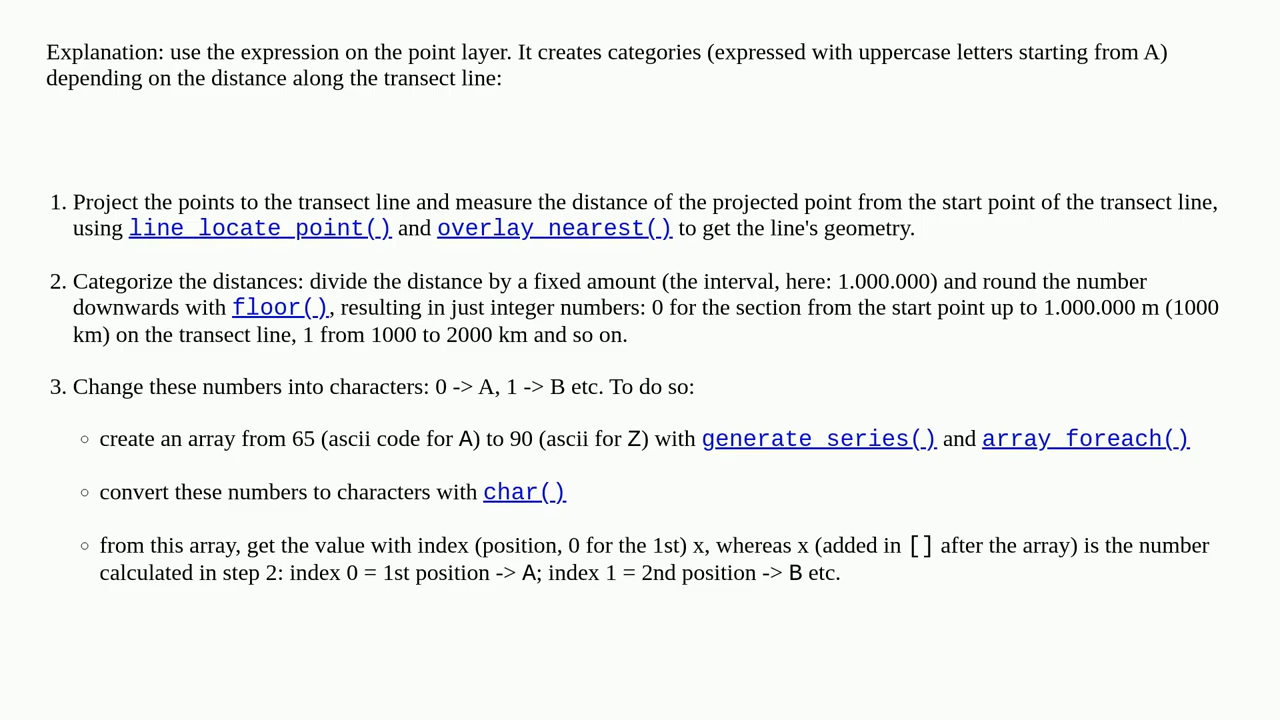 Explanation: use the expression on the point layer. It creates categories (expressed with uppercase letters starting from A)
depending on the distance along the transect line:
1. Project the points to the transect line and measure the distance of the projected point from the start point of the transect line,
using line_locate_point() and overlay_nearest() to get the line's geometry.
2. Categorize the distances: divide the distance by a fixed amount (the interval, here: 1.000.000) and round the number
downwards with floor(), resulting in just integer numbers: 0 for the section from the start point up to 1.000.000 m (1000
km) on the transect line, 1 from 1000 to 2000 km and so on.
3. Change these numbers into characters: 0 -> A, 1 -> B etc. To do so:
◦ create an array from 65 (ascii code for A) to 90 (ascii for Z) with generate_series() and array_foreach()
◦ convert these numbers to characters with char()
◦ from this array, get the value with index (position, 0 for the 1st) x, whereas x (added in [] after the array) is the number
calculated in step 2: index 0 = 1st position -> A; index 1 = 2nd position -> B etc.